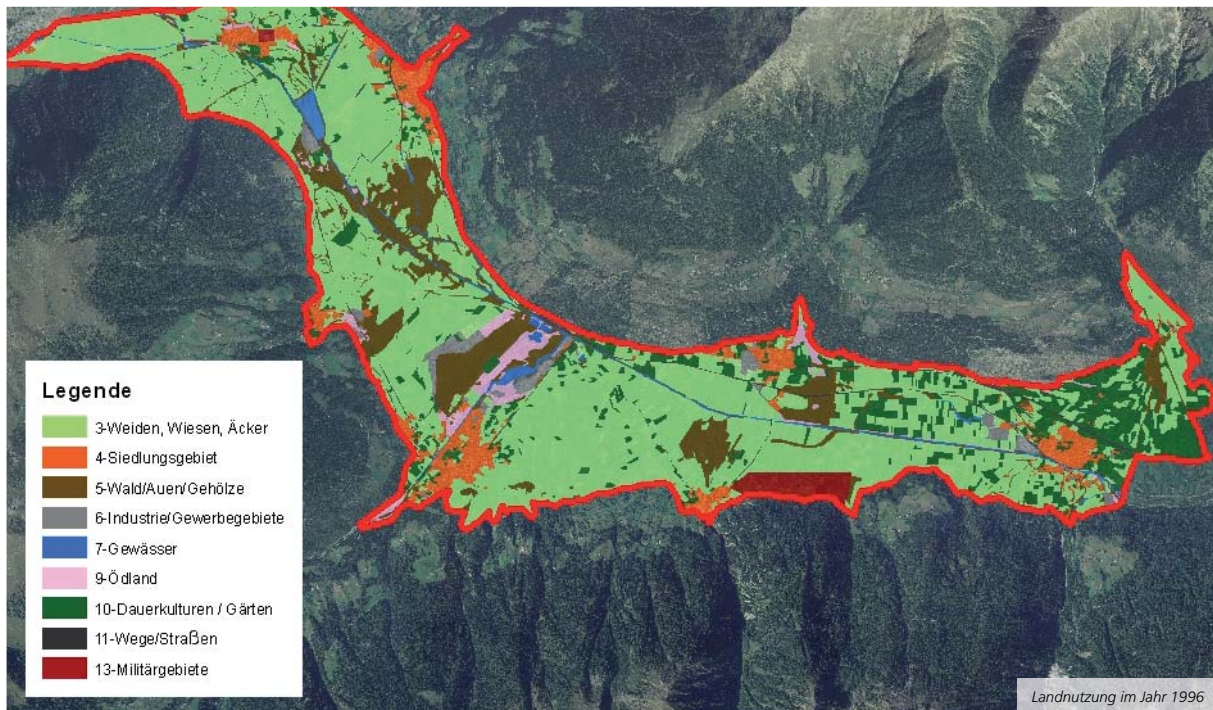 Legende
3-Weiden, Wiesen, Äcker
4-Siedlungsgebiet
5-Wald/Auen/Gehölze
6-Industrie/Gewerbegebiete
7-Gewässer
9-Ödland
10-Dauerkulturen / Gärten
11-Wege/Straßen
13-Militärgebiete
Landnutzung im Jahr 1996